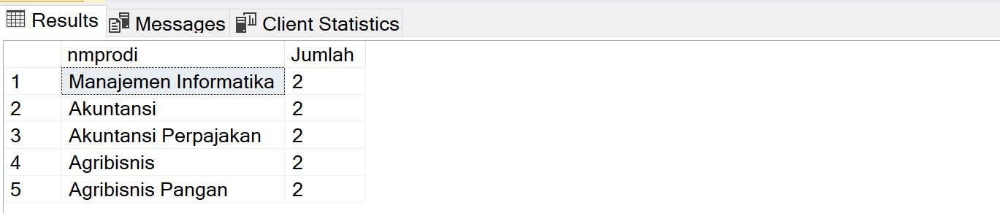 Results Messages Client Statistics
nmprodi Jumlah
1 Manajemen Informatika 2
2 Akuntansi 2
3 Akuntansi Perpajakan 2
4 Agribisnis 2
5 Agribisnis Pangan 2